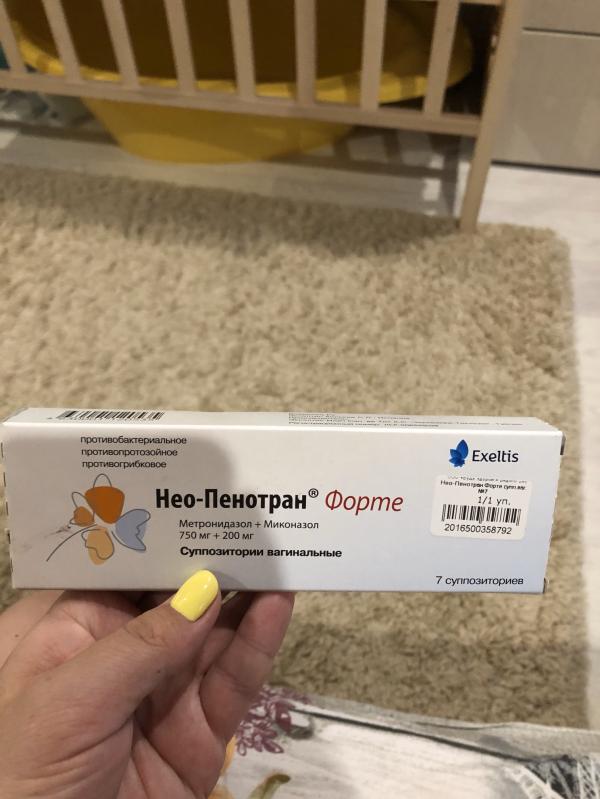 противобактериальное
противопротозойное
противогрибковое
Нео-Пенотран® Форте
Метронидазол + Миконазол
750 мг + 200 мг
Суппозитории вагинальные
Exeltis
Нео-Пенотран Форте
№7
1/1 уп.
2016500358792
7 суппозиториев